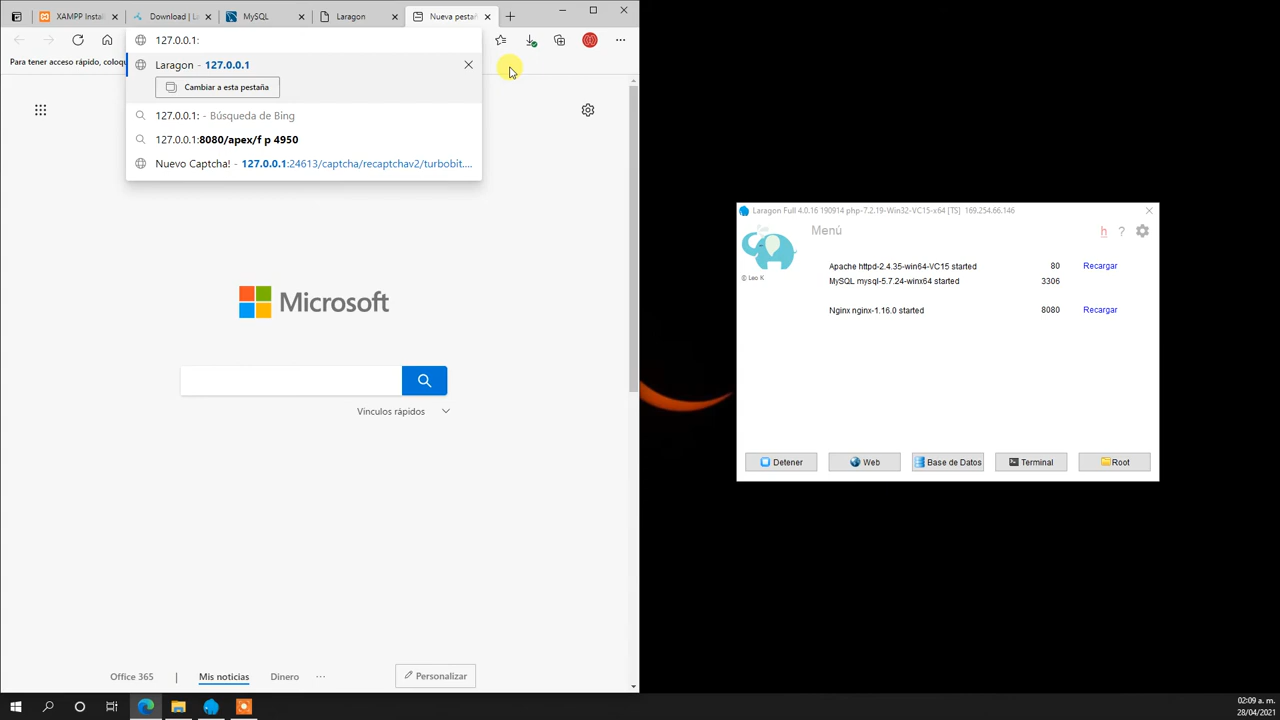 XAMPP Instal
Download | La
MySQL
Laragon
Nueva pestañ
127.0.0.1:
Para tener acceso rápido, coloqu
Laragon - 127.0.0.1
Cambiar a esta pestaña
127.0.0.1: - Búsqueda de Bing
127.0.0.1:8080/apex/f p 4950
Nuevo Captcha! - 127.0.0.1:24613/captcha/recaptchav2/turbobit....
Microsoft
Vínculos rápidos
Office 365
Mis noticias
Dinero
Personalizar
Laragon Full 4.0.16 190914 php-7.2.19-Win32-VC15-x64 [TS] 169.254.66.146
Menú
h ?
© Leo K
Apache httpd-2.4.35-win64-VC15 started 80 Recargar
MySQL mysql-5.7.24-winx64 started 3306
Nginx nginx-1.16.0 started 8080 Recargar
Detener
Web
Base de Datos
Terminal
Root
02:09 a. m.
28/04/2021